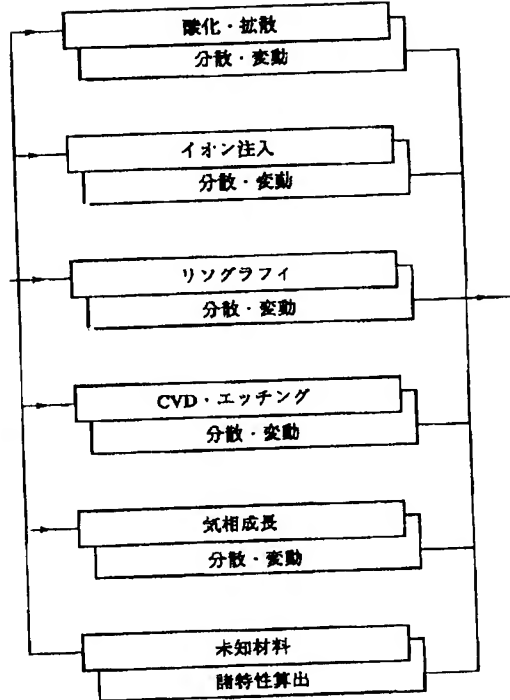 酸化・拡散
分散・変動
イオン注入
分散・変動
リソグラフィ
分散・変動
CVD・エッチング
分散・変動
気相成長
分散・変動
未知材料
諸特性算出